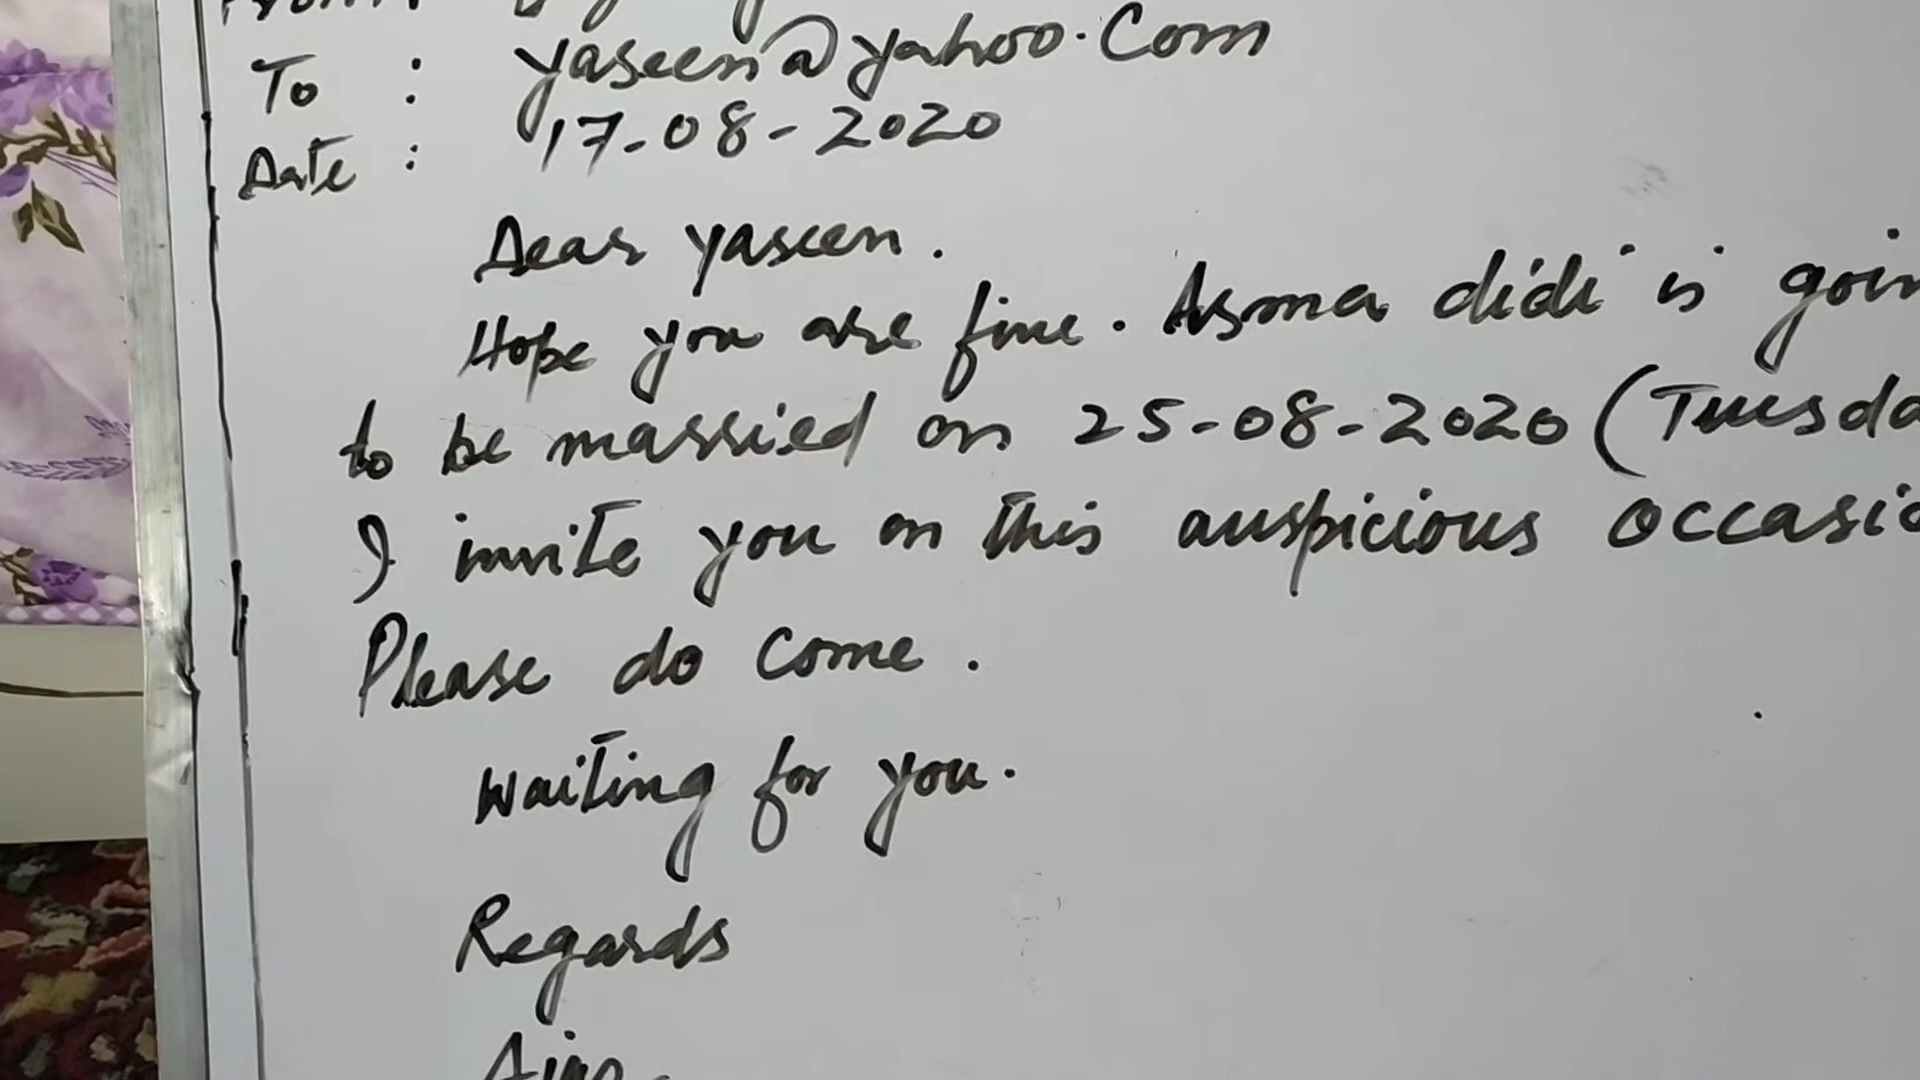 To : yaseen@yahoo.Com
Date : 17-08-2020
Dear yaseen.
Hope you are fine. Asma didi is goin
to be married on 25-08-2020 (Tuesda
I invite you on this auspicious occasio
Please do come.
Waiting for you.
Regards